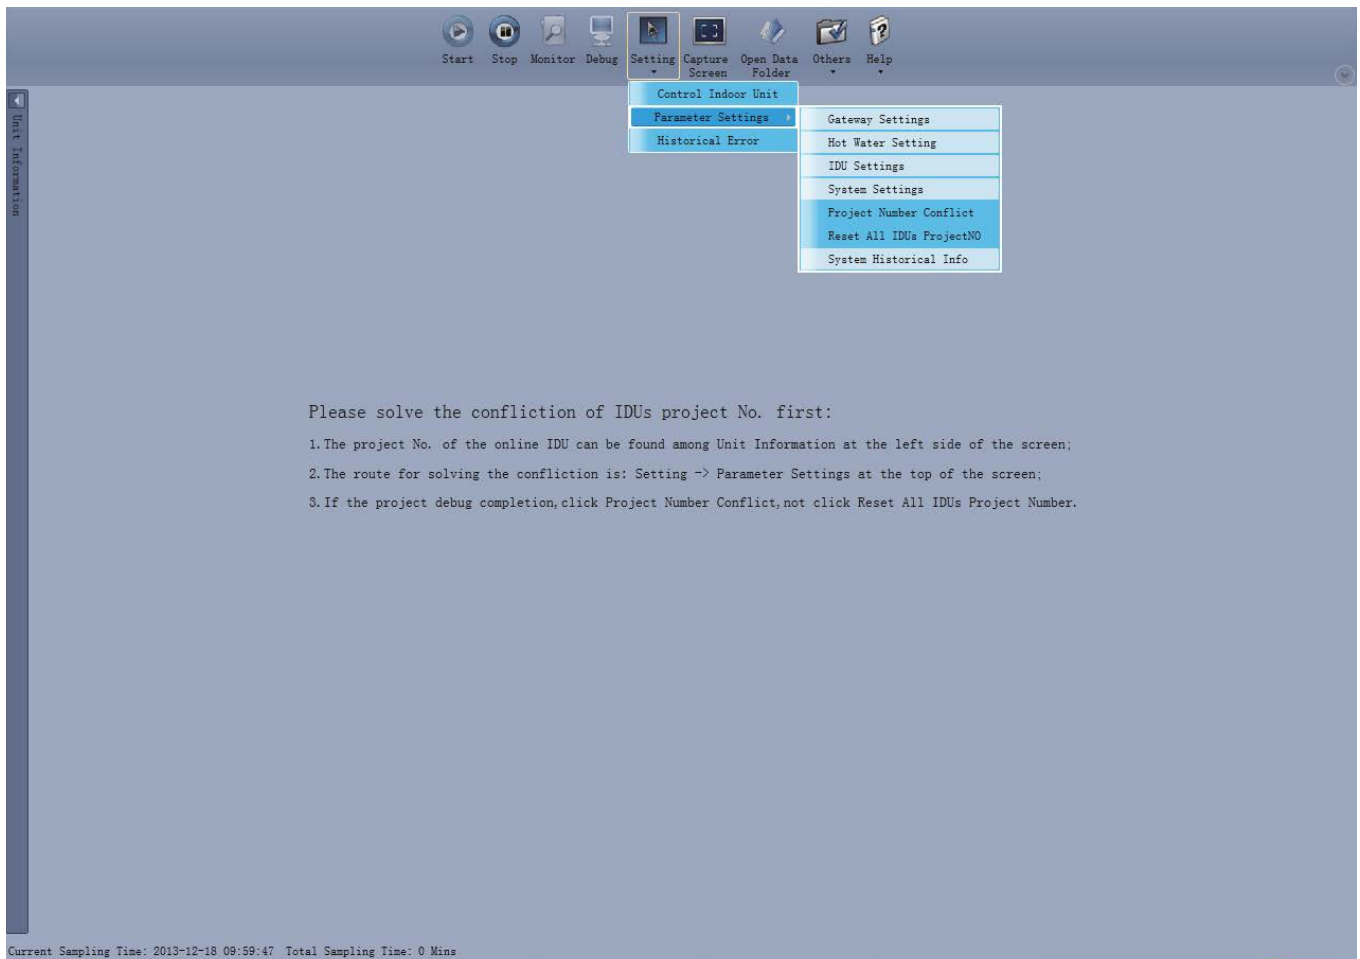 Start Stop Monitor Debug Setting Capture Screen Open Data Folder Others Help
Control Indoor Unit
Parameter Settings
Historical Error
Gateway Settings
Hot Water Setting
IDU Settings
System Settings
Project Number Conflict
Reset All IDUs ProjectNO
System Historical Info
Unit Information
Please solve the confliction of IDUs project No. first:
1.The project No. of the online IDU can be found among Unit Information at the left side of the screen;
2.The route for solving the confliction is: Setting -> Parameter Settings at the top of the screen;
3.If the project debug completion,click Project Number Conflict,not click Reset All IDUs Project Number.
Current Sampling Time: 2013-12-18 09:59:47 Total Sampling Time: 0 Mins